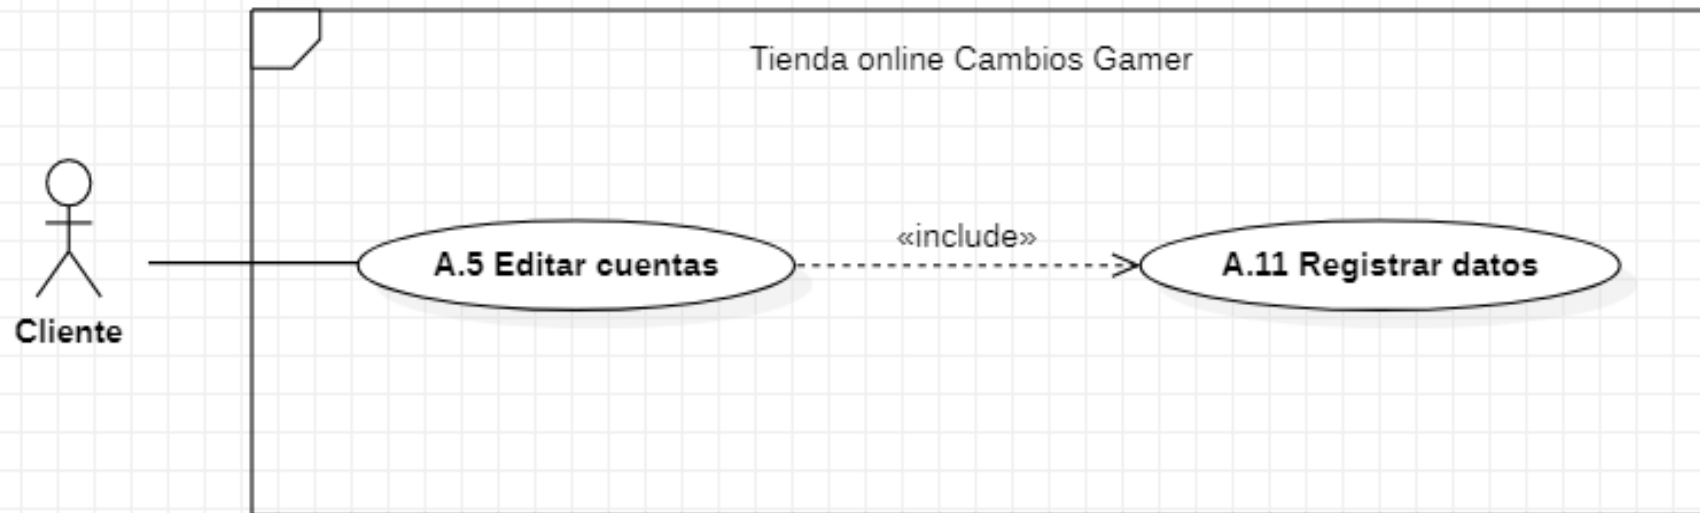 Tienda online Cambios Gamer
«include»
A.5 Editar cuentas
A.11 Registrar datos
Cliente